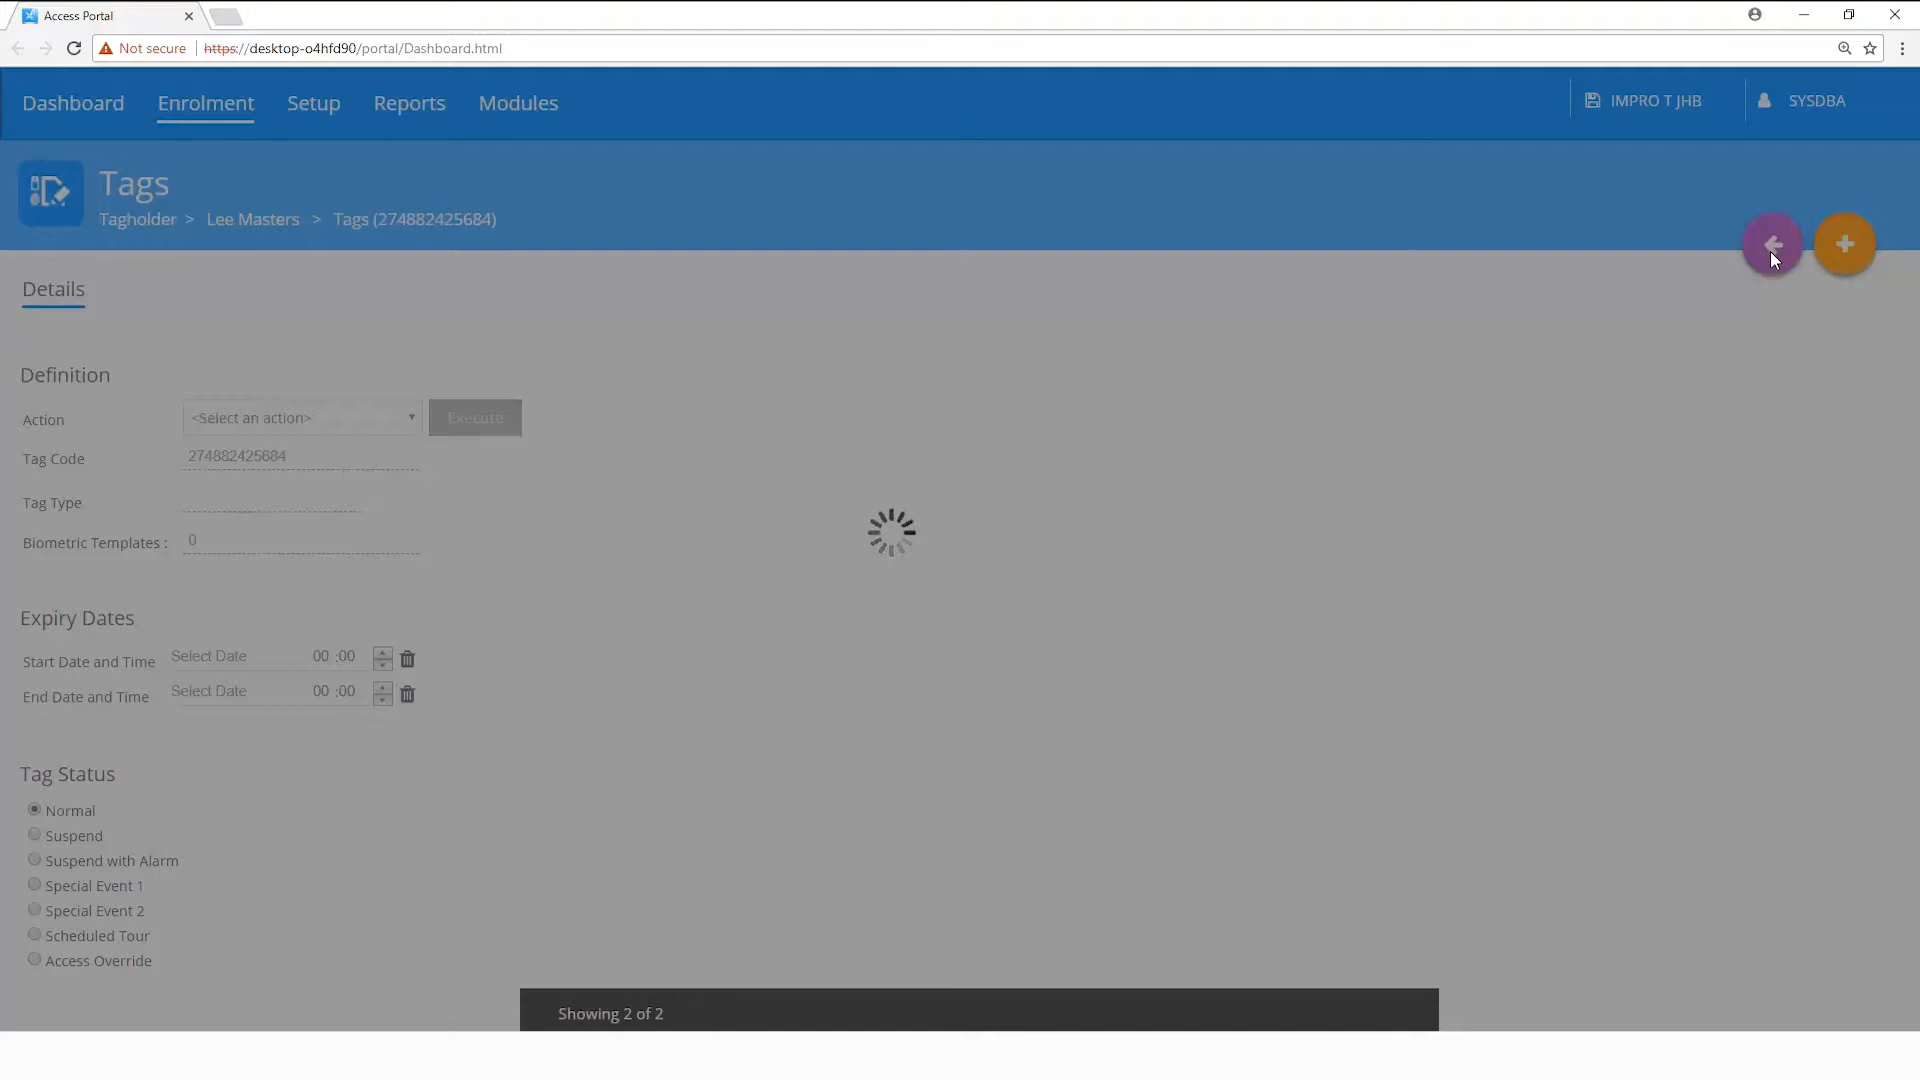 Access Portal
Not secure
https://desktop-o4hfd90/portal/Dashboard.html
Dashboard Enrolment Setup Reports Modules
IMPRO T JHB
SYSDBA
Tags
Tagholder > Lee Masters > Tags (274882425684)
Details
Definition
Action <Select an action> Execute
Tag Code 274882425684
Tag Type
Biometric Templates : 0
Expiry Dates
Start Date and Time Select Date 00 :00
End Date and Time Select Date 00 :00
Tag Status
Normal
Suspend
Suspend with Alarm
Special Event 1
Special Event 2
Scheduled Tour
Access Override
Showing 2 of 2